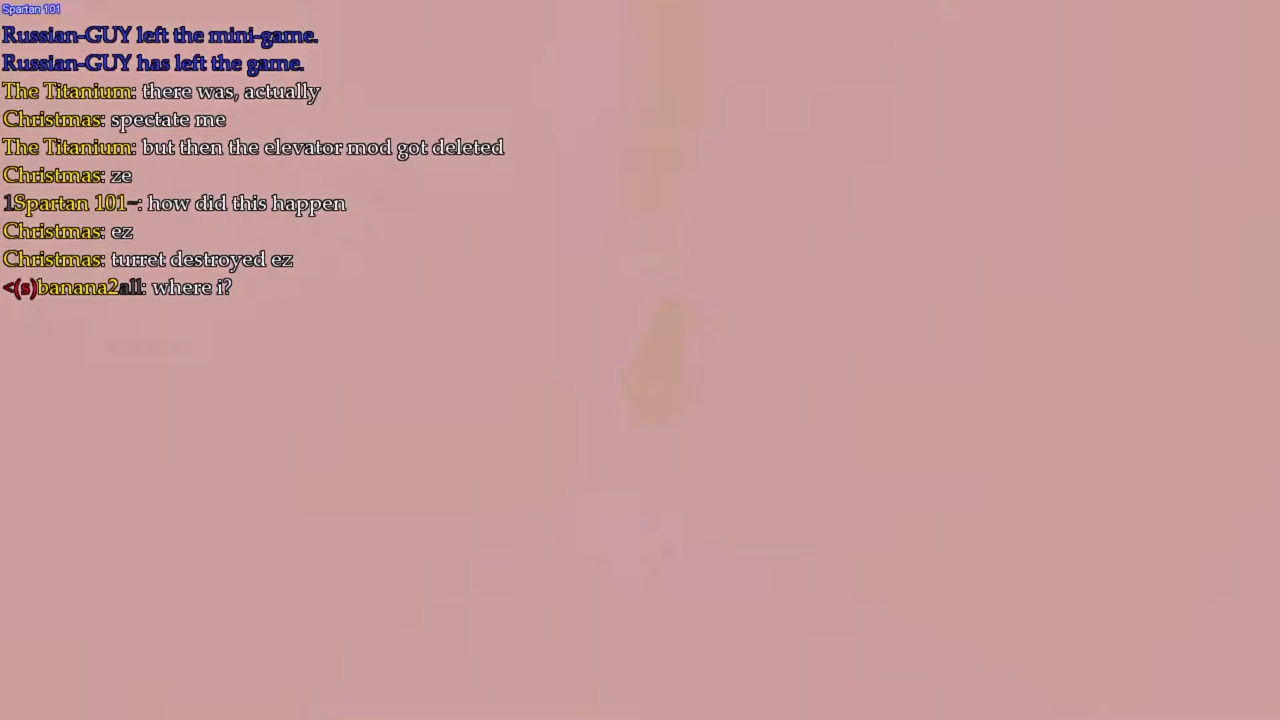 Spartan 101
Russian-GUY left the mini-game.
Russian-GUY has left the game.
The Titanium: there was, actually
Christmas: spectate me
The Titanium: but then the elevator mod got deleted
Christmas: ze
1Spartan 101~: how did this happen
Christmas: ez
Christmas: turret destroyed ez
<(s)banana2all: where i?